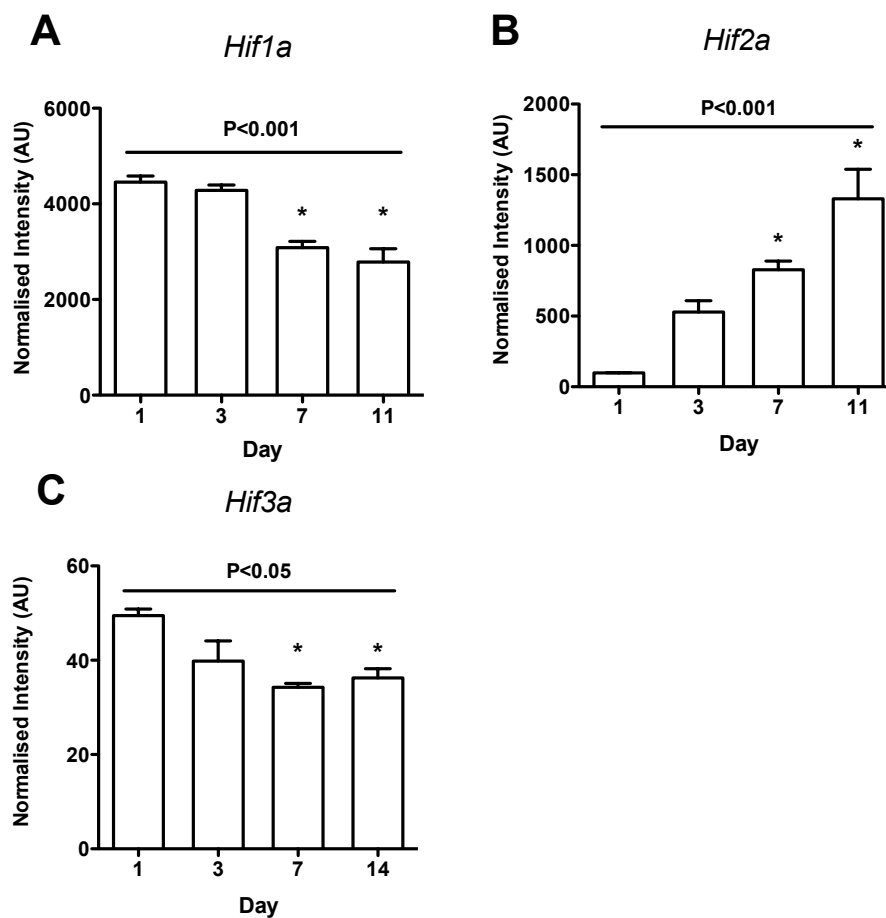 A
Hif1a
Normalised Intensity (AU)
6000
4000
2000
0
P<0.001
* *
1 3 7 11
Day
B
Hif2a
Normalised Intensity (AU)
2000
1500
1000
500
0
P<0.001
*
*
1 3 7 11
Day
C
Hif3a
Normalised Intensity (AU)
60
40
20
0
P<0.05
* *
1 3 7 14
Day